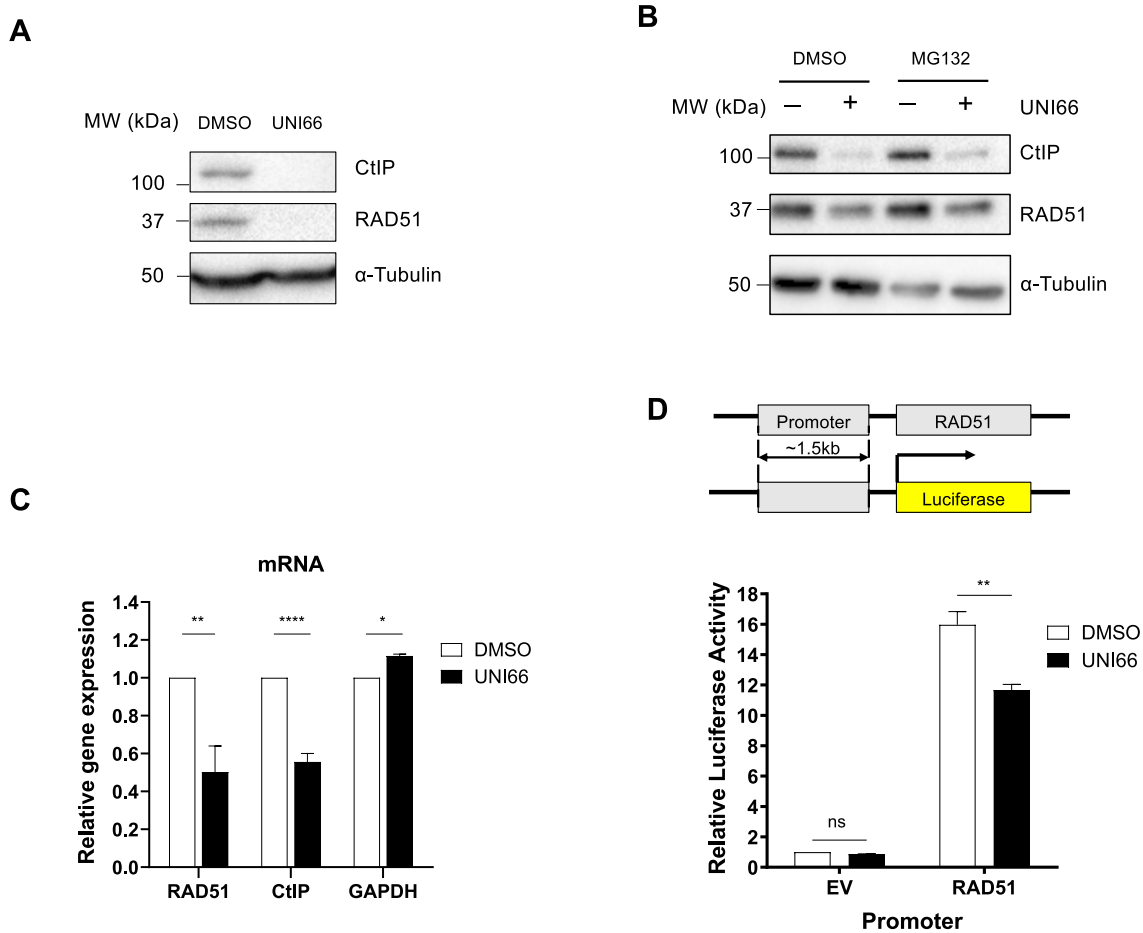 A
MW (kDa) DMSO UNI66
100 CtIP
37 RAD51
50 α-Tubulin
B
DMSO MG132
MW (kDa) – + – + UNI66
100 CtIP
37 RAD51
50 α-Tubulin
C
mRNA
Relative gene expression
1.4
1.2
1.0
0.8
0.6
0.4
0.2
0.0
** **** *
DMSO
UNI66
RAD51 CtIP GAPDH
D
Promoter RAD51
~1.5kb
Luciferase
Relative Luciferase Activity
18
16
14
12
10
8
6
4
2
0
ns **
DMSO
UNI66
EV RAD51
Promoter